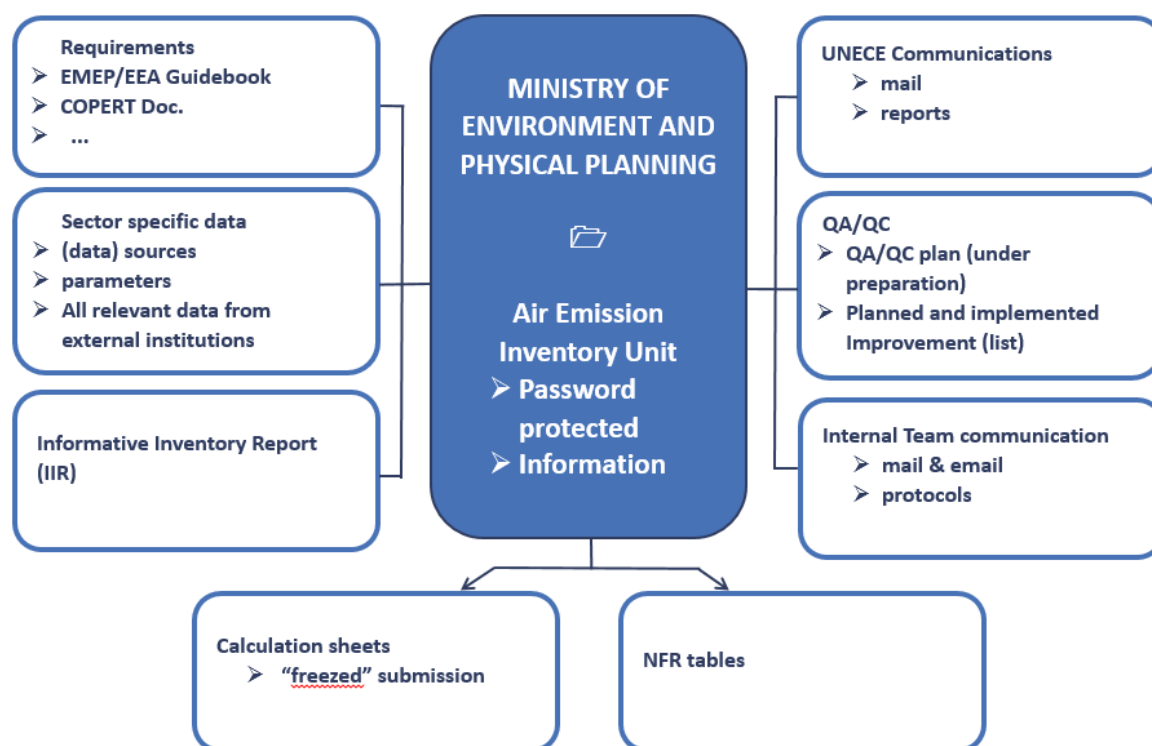 Requirements
➤ EMEP/EEA Guidebook
➤ COPERT Doc.
➤ ...
Sector specific data
➤ (data) sources
➤ parameters
➤ All relevant data from
external institutions
Informative Inventory Report
(IIR)
MINISTRY OF
ENVIRONMENT AND
PHYSICAL PLANNING
Air Emission
Inventory Unit
➤ Password
protected
➤ Information
UNECE Communications
➤ mail
➤ reports
QA/QC
➤ QA/QC plan (under
preparation)
➤ Planned and implemented
Improvement (list)
Internal Team communication
➤ mail & email
➤ protocols
Calculation sheets
➤ “freezed” submission
NFR tables